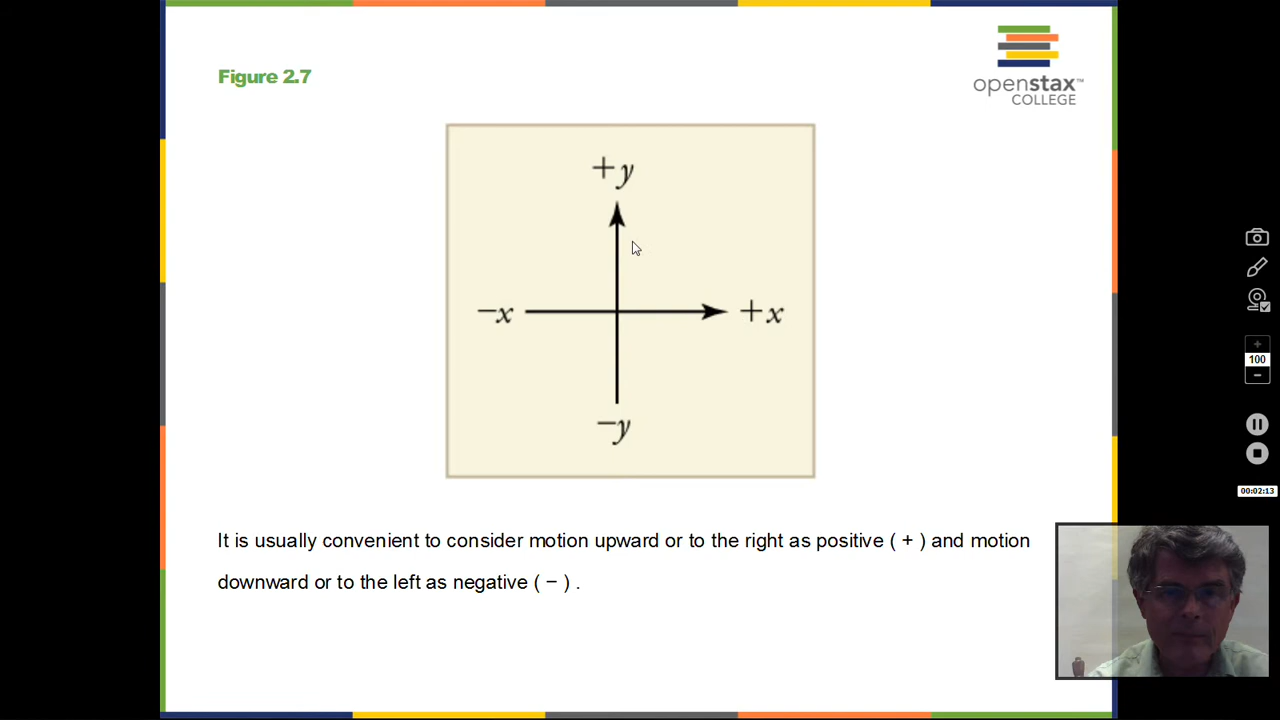 Figure 2.7
openstax™
COLLEGE
+y
−x
+x
−y
It is usually convenient to consider motion upward or to the right as positive ( + ) and motion
downward or to the left as negative ( − ) .
+
100
−
00:02:13